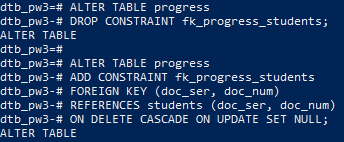 dtb_pw3=# ALTER TABLE progress
dtb_pw3-# DROP CONSTRAINT fk_progress_students;
ALTER TABLE
dtb_pw3=#
dtb_pw3=# ALTER TABLE progress
dtb_pw3-# ADD CONSTRAINT fk_progress_students
dtb_pw3-# FOREIGN KEY (doc_ser, doc_num)
dtb_pw3-# REFERENCES students (doc_ser, doc_num)
dtb_pw3-# ON DELETE CASCADE ON UPDATE SET NULL;
ALTER TABLE